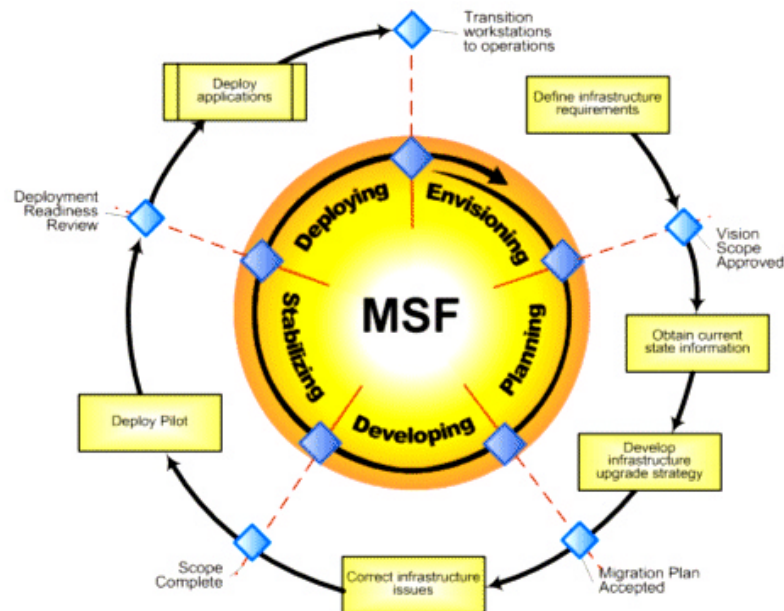 Transition
workstations
to operations
Deploy
applications
Define infrastructure
requirements
Deployment
Readiness
Review
Deploying
Envisioning
Vision
Scope
Approved
MSF
Stabilizing
Planning
Obtain current
state information
Deploy Pilot
Developing
Develop
infrastructure
upgrade strategy
Scope
Complete
Correct infrastructure
issues
Migration Plan
Accepted